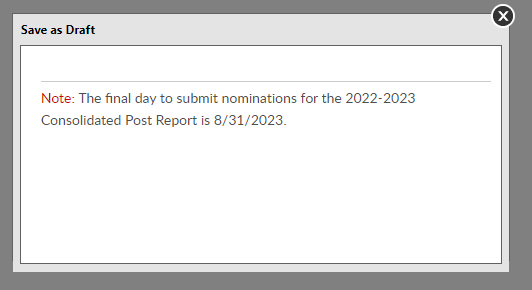 Save as Draft
Note: The final day to submit nominations for the 2022-2023
Consolidated Post Report is 8/31/2023.